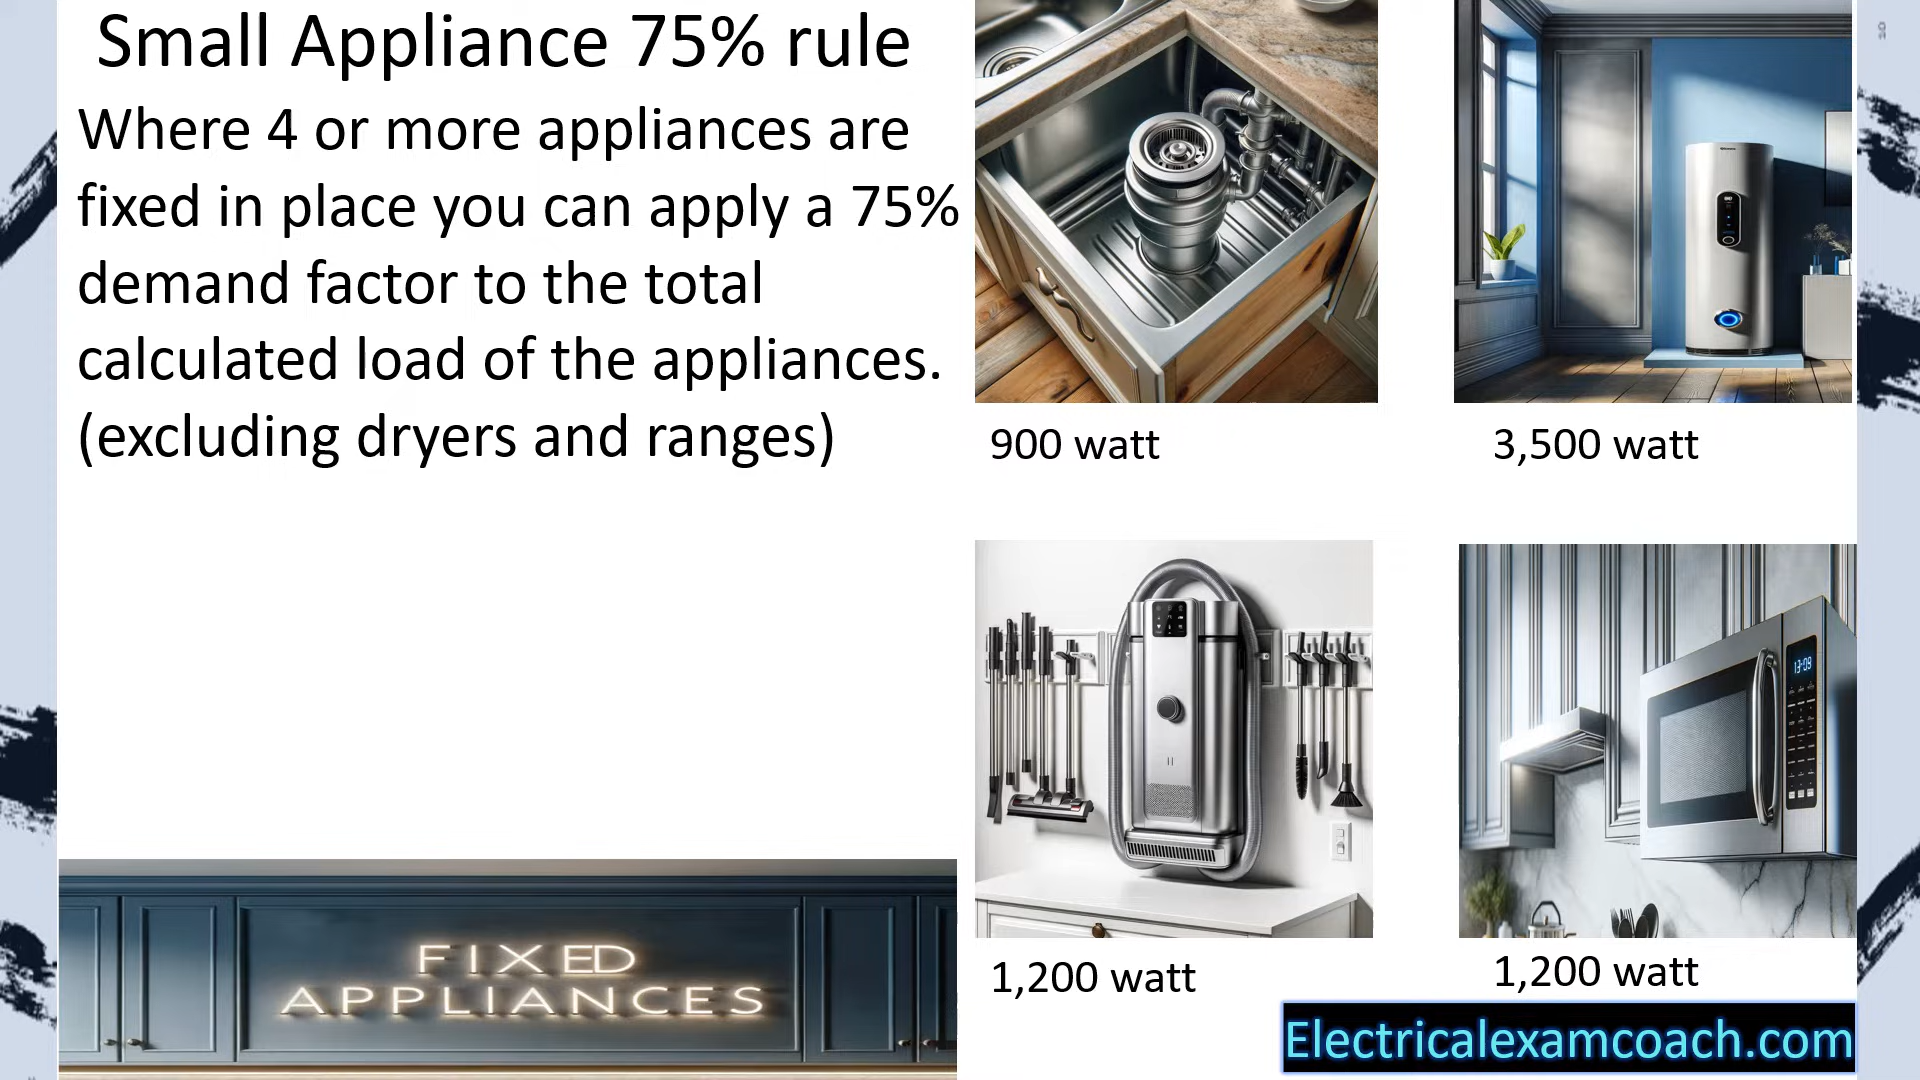 Small Appliance 75% rule
Where 4 or more appliances are
fixed in place you can apply a 75%
demand factor to the total
calculated load of the appliances.
(excluding dryers and ranges)
900 watt
3,500 watt
13:09
1,200 watt
1,200 watt
FIXED
APPLIANCES
Electricalexamcoach.com